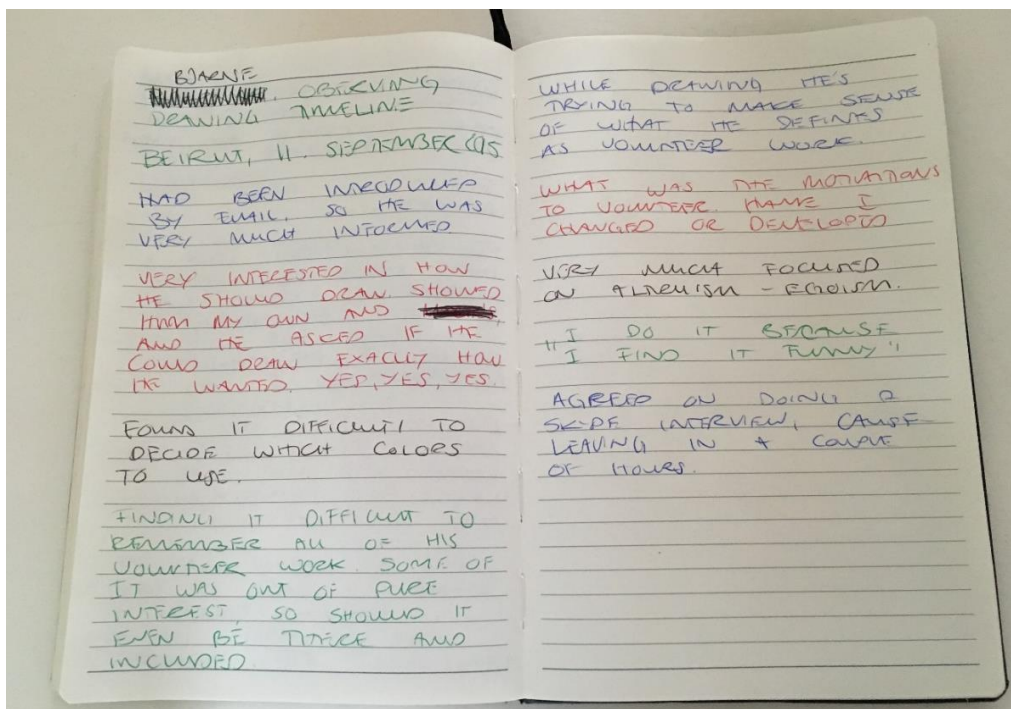 BJARNE
. OBERVING
DRAWING TIMELINE
BEIRUT, 11. SEPTEMBER
HAD BEEN INTRODUCED
BY EMAIL. SO HE WAS
VERY MUCH INFORMED
VERY INTERESTED IN HOW
HE SHOULD DRAW. SHOWED
HIM MY OWN AND
AND HE ASCED IF HE
COULD DRAW EXACLY HOW
HE WANTED. YES, YES, YES.
FOUND IT DIFFICULT TO
DECIDE WHICH COLORS
TO USE.
FINDING IT DIFFICULT TO
REMEMBER ALL OF HIS
VOLUNTEER WORK. SOME OF
IT WAS OUT OF PURE
INTEREST, SO SHOULD IT
EVEN BE THERE AND
INCLUDED
WHILE DRAWING HE'S
TRYING TO MAKE SENSE
OF WHAT HE DEFINES
AS VOLUNTEER WORK.
WHAT WAS THE MOTIVATIONS
TO VOLUNTEER. HAVE I
CHANGED OR DEVELOPED
VERY MUCH FOCUSED
ON ALTRUISM - EGOISM.
"I DO IT BECAUSE
I FIND IT FUNNY"
AGREED ON DOING A
SKYPE INTERVIEW, CAUSE
LEAVING IN A COUPLE
OF HOURS.